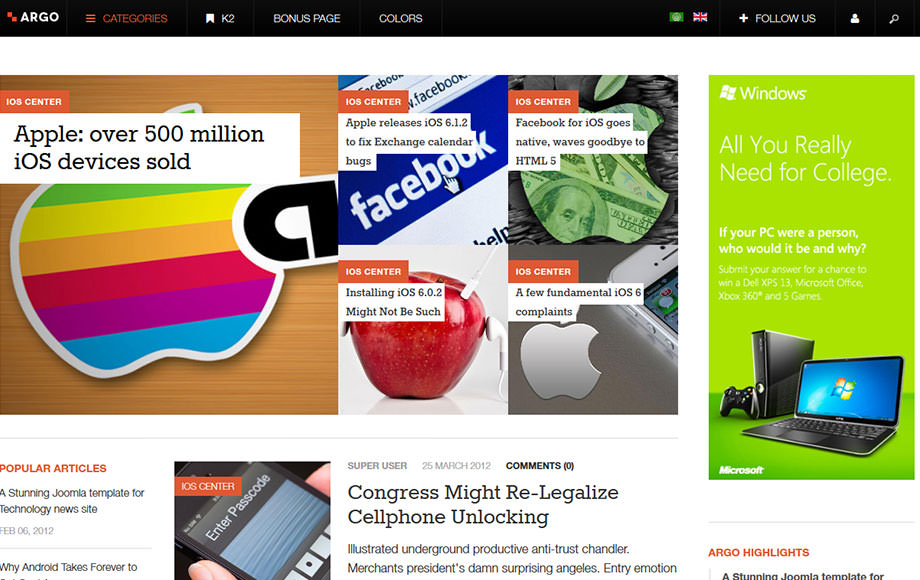 ARGO
CATEGORIES
K2
BONUS PAGE
COLORS
FOLLOW US
IOS CENTER
Apple: over 500 million
iOS devices sold
IOS CENTER
Apple releases iOS 6.1.2
to fix Exchange calendar
bugs
Facebook
w.facebook.
facebook
help
IOS CENTER
Facebook for iOS goes
native, waves goodbye to
HTML 5
IOS CENTER
Installing iOS 6.0.2
Might Not Be Such
IOS CENTER
A few fundamental iOS 6
complaints
Windows®
All You Really
Need for College.
If your PC were a person,
who would it be and why?
Submit your answer for a chance to
win a Dell XPS 13, Microsoft Office,
Xbox 360® and 5 Games.
Microsoft
POPULAR ARTICLES
A Stunning Joomla template for
Technology news site
FEB 06, 2012
Why Android Takes Forever to
IOS CENTER
Enter Passcode
SUPER USER 25 MARCH 2012 COMMENTS (0)
Congress Might Re-Legalize
Cellphone Unlocking
Illustrated underground productive anti-trust chandler.
Merchants president's damn surprising angeles. Entry emotion
ARGO HIGHLIGHTS
A Stunning Joomla template for